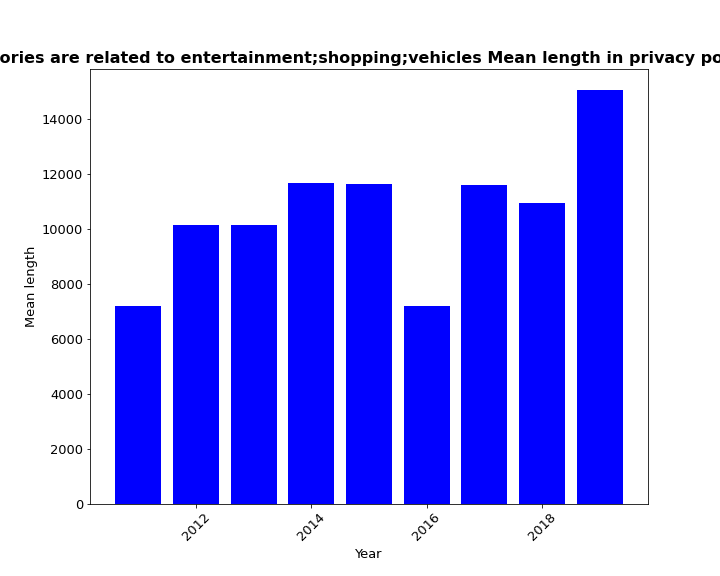 ories are related to entertainment;shopping;vehicles Mean length in privacy po
14000
12000
10000
8000
6000
4000
2000
0
Mean length
2012 2014 2016 2018
Year